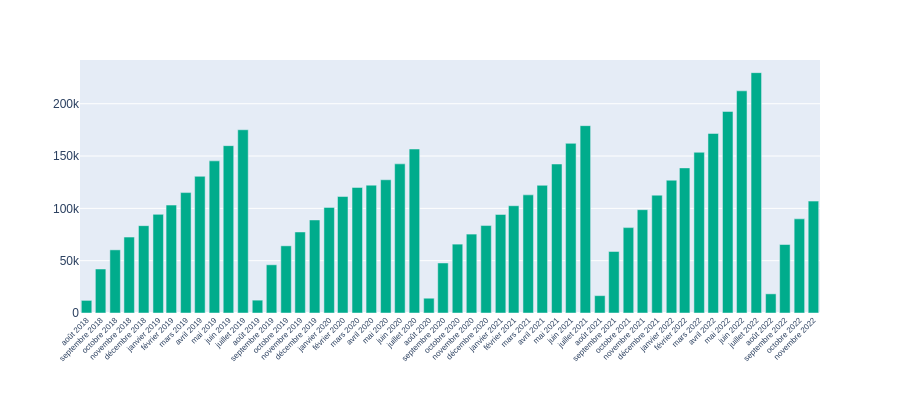 200k
150k
100k
50k
0
août 2018
septembre 2018
octobre 2018
novembre 2018
décembre 2018
janvier 2019
février 2019
mars 2019
avril 2019
mai 2019
juin 2019
juillet 2019
août 2019
septembre 2019
octobre 2019
novembre 2019
décembre 2019
janvier 2020
février 2020
mars 2020
avril 2020
mai 2020
juin 2020
juillet 2020
août 2020
septembre 2020
octobre 2020
novembre 2020
décembre 2020
janvier 2021
février 2021
mars 2021
avril 2021
mai 2021
juin 2021
juillet 2021
août 2021
septembre 2021
octobre 2021
novembre 2021
décembre 2021
janvier 2022
février 2022
mars 2022
avril 2022
mai 2022
juin 2022
juillet 2022
août 2022
septembre 2022
octobre 2022
novembre 2022